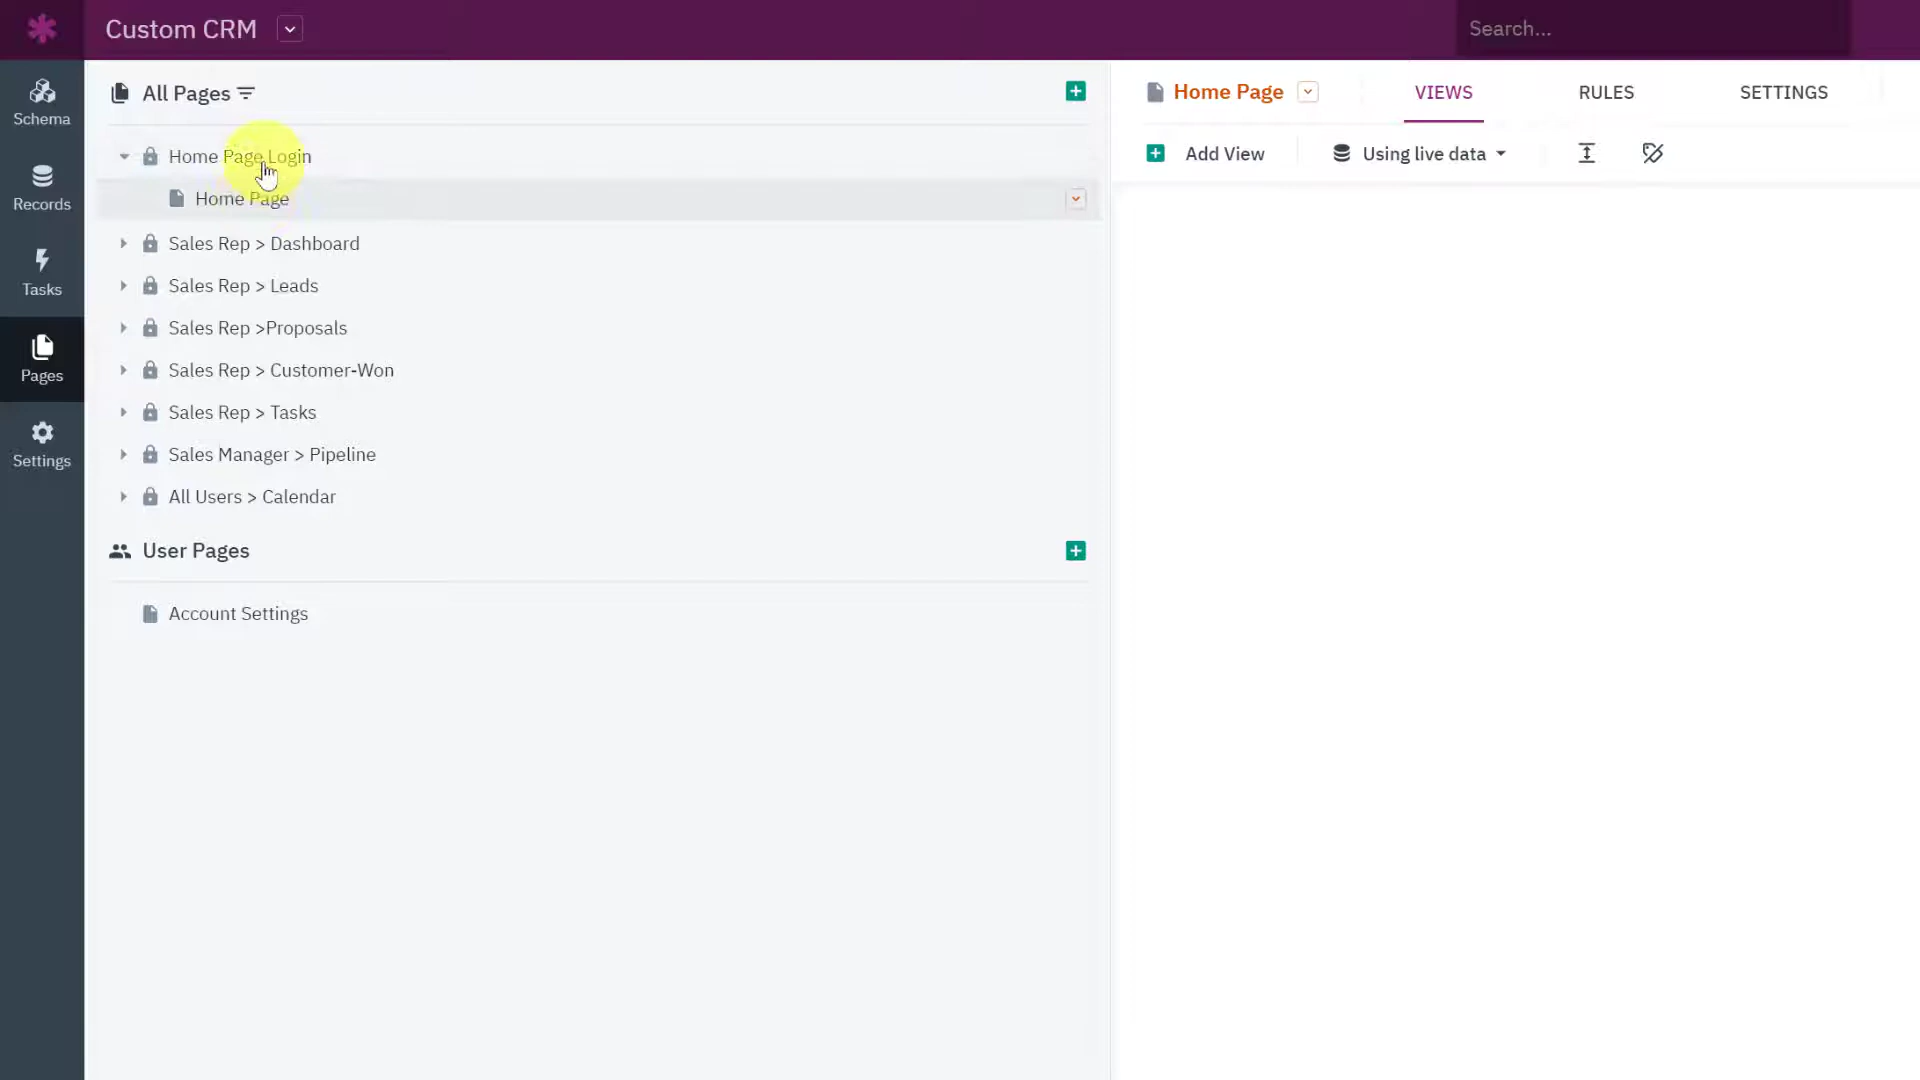 Custom CRM
Search...
Schema
Records
Tasks
Pages
Settings
All Pages
Home Page Login
Home Page
Sales Rep > Dashboard
Sales Rep > Leads
Sales Rep >Proposals
Sales Rep > Customer-Won
Sales Rep > Tasks
Sales Manager > Pipeline
All Users > Calendar
User Pages
Account Settings
Home Page
VIEWS
RULES
SETTINGS
Add View
Using live data